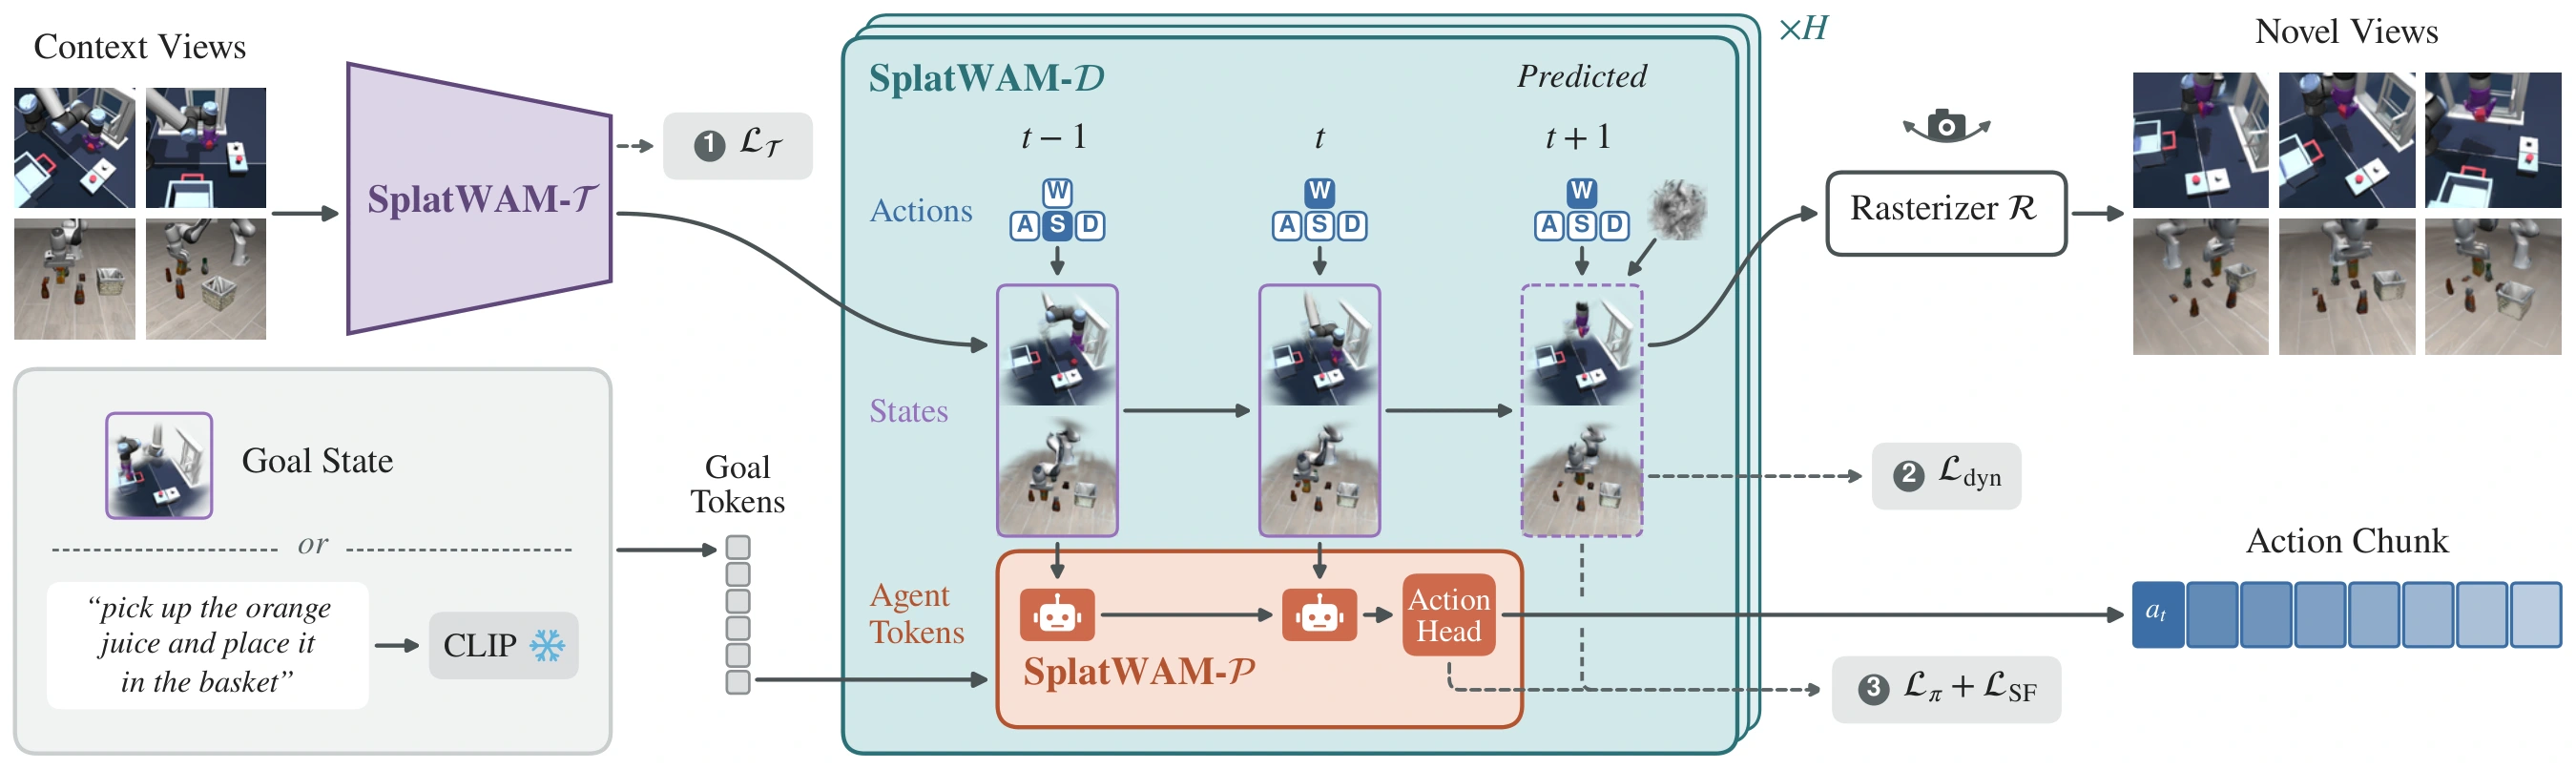 Context Views
SplatWAM-𝒯
1 ℒ𝒯
Goal State
or
“pick up the orange
juice and place it
in the basket”
CLIP
Goal
Tokens
SplatWAM-𝒟
Predicted
×H
t − 1
t
t + 1
Actions
W
A S D
W
A S D
W
A S D
States
Agent
Tokens
Action
Head
SplatWAM-𝒫
Rasterizer ℛ
Novel Views
2 ℒdyn
Action Chunk
aₜ
3 ℒπ + ℒSF